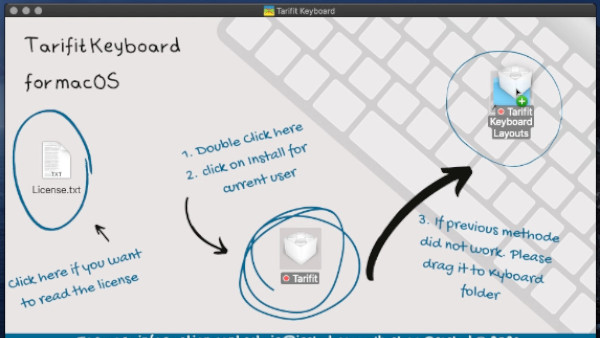 Tarifit Keyboard
Tarifit Keyboard
for macOS
License.txt
Click here if you want
to read the license
1. Double Click here
2. click on Install for
current user
Tarifit
Tarifit
Keyboard
Layouts
3. If previous methode
did not work. Please
drag it to Kyboard
folder